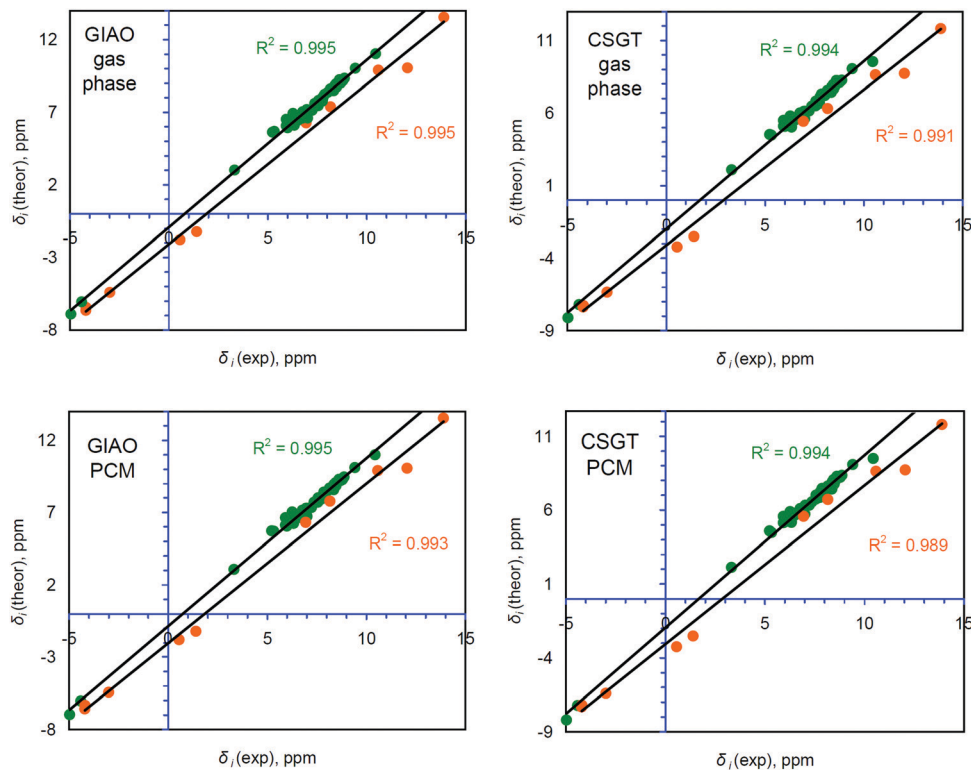 GIAO
gas
phase
R² = 0.995
R² = 0.995
12
7
2
-3
-8
-5
0
5
10
15
δᵢ(theor), ppm
δᵢ(exp), ppm
CSGT
gas
phase
R² = 0.994
R² = 0.991
11
6
1
-4
-9
-5
0
5
10
15
δᵢ(theor), ppm
δᵢ(exp), ppm
GIAO
PCM
R² = 0.995
R² = 0.993
12
7
2
-3
-8
-5
0
5
10
15
δᵢ(theor), ppm
δᵢ(exp), ppm
CSGT
PCM
R² = 0.994
R² = 0.989
11
6
1
-4
-9
-5
0
5
10
15
δᵢ(theor), ppm
δᵢ(exp), ppm